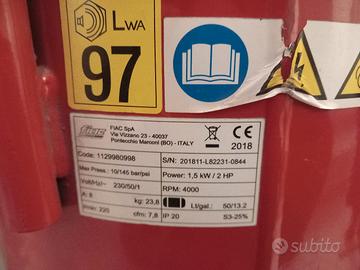 LWA
97
FIAC
FIAC SpA
Via Vizzano 23 - 40037
Pontecchio Marconi (BO) - ITALY
CE
2018
Code: 1129980998
S/N: 201811-L82231-0844
Max Press.: 10/145 bar/psi
Power: 1,5 kW / 2 HP
Volt/Hz/~ 230/50/1
RPM: 4000
A: 8
kg: 23,8
Lt/gal.: 50/13.2
l/min: 220
cfm: 7,8
IP 20
S3-25%
subito